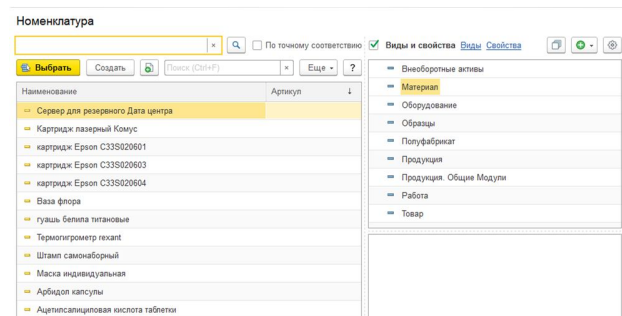 Номенклатура
× По точному соответствию Виды и свойства Виды Свойства
Выбрать Создать Поиск (Ctrl+F) × Еще ?
Наименование Артикул ↓
Сервер для резервного Дата центра
Картридж лазерный Комус
картридж Epson C33S020601
картридж Epson C33S020603
картридж Epson C33S020604
Ваза флора
гуашь белила титановые
Термогигрометр rexant
Штамп самонаборный
Маска индивидуальная
Арбидол капсулы
Ацетилсалициловая кислота таблетки
Внеоборотные активы
Материал
Оборудование
Образцы
Полуфабрикат
Продукция
Продукция. Общие Модули
Работа
Товар